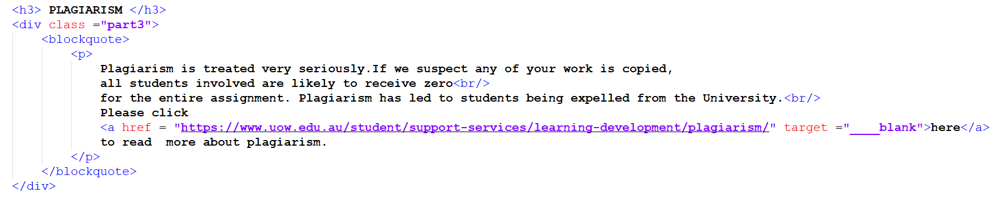 <h3> PLAGIARISM </h3>
<div class ="part3">
<blockquote>
<p>
Plagiarism is treated very seriously.If we suspect any of your work is copied,
all students involved are likely to receive zero<br/>
for the entire assignment. Plagiarism has led to students being expelled from the University.<br/>
Please click
<a href = "https://www.uow.edu.au/student/support-services/learning-development/plagiarism/" target ="____blank">here</a>
to read  more about plagiarism.
</p>
</blockquote>
</div>